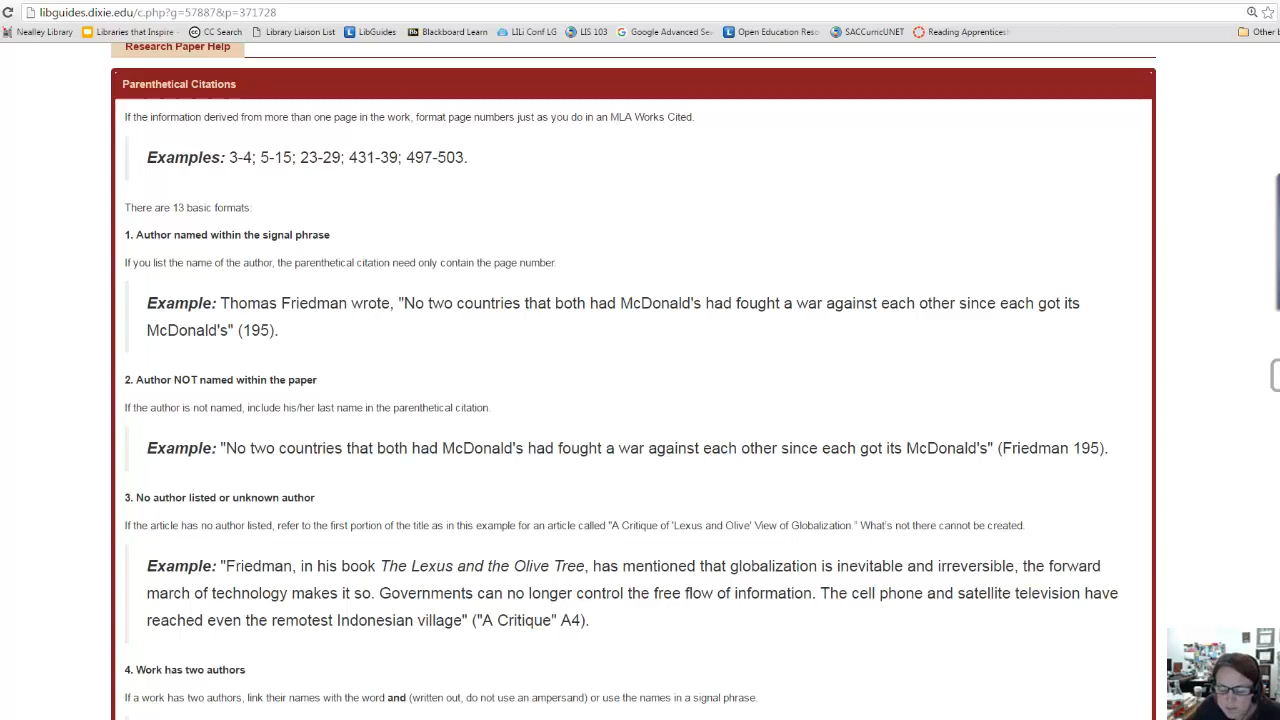 libguides.dixie.edu/c.php?g=57887&p=371728
Nealley Library Libraries that Inspire CC Search Library Liaison List LibGuides Blackboard Learn LILi Conf LG LIS 103 Google Advanced Se Open Education Reso SACCurricUNET Reading Apprentices Other b
Research Paper Help
Parenthetical Citations
If the information derived from more than one page in the work, format page numbers just as you do in an MLA Works Cited.
Examples: 3-4; 5-15; 23-29; 431-39; 497-503.
There are 13 basic formats:
1. Author named within the signal phrase
If you list the name of the author, the parenthetical citation need only contain the page number.
Example: Thomas Friedman wrote, "No two countries that both had McDonald's had fought a war against each other since each got its
McDonald's" (195).
2. Author NOT named within the paper
If the author is not named, include his/her last name in the parenthetical citation.
Example: "No two countries that both had McDonald's had fought a war against each other since each got its McDonald's" (Friedman 195).
3. No author listed or unknown author
If the article has no author listed, refer to the first portion of the title as in this example for an article called "A Critique of 'Lexus and Olive' View of Globalization." What's not there cannot be created.
Example: "Friedman, in his book The Lexus and the Olive Tree, has mentioned that globalization is inevitable and irreversible, the forward
march of technology makes it so. Governments can no longer control the free flow of information. The cell phone and satellite television have
reached even the remotest Indonesian village" ("A Critique" A4).
4. Work has two authors
If a work has two authors, link their names with the word and (written out, do not use an ampersand) or use the names in a signal phrase.